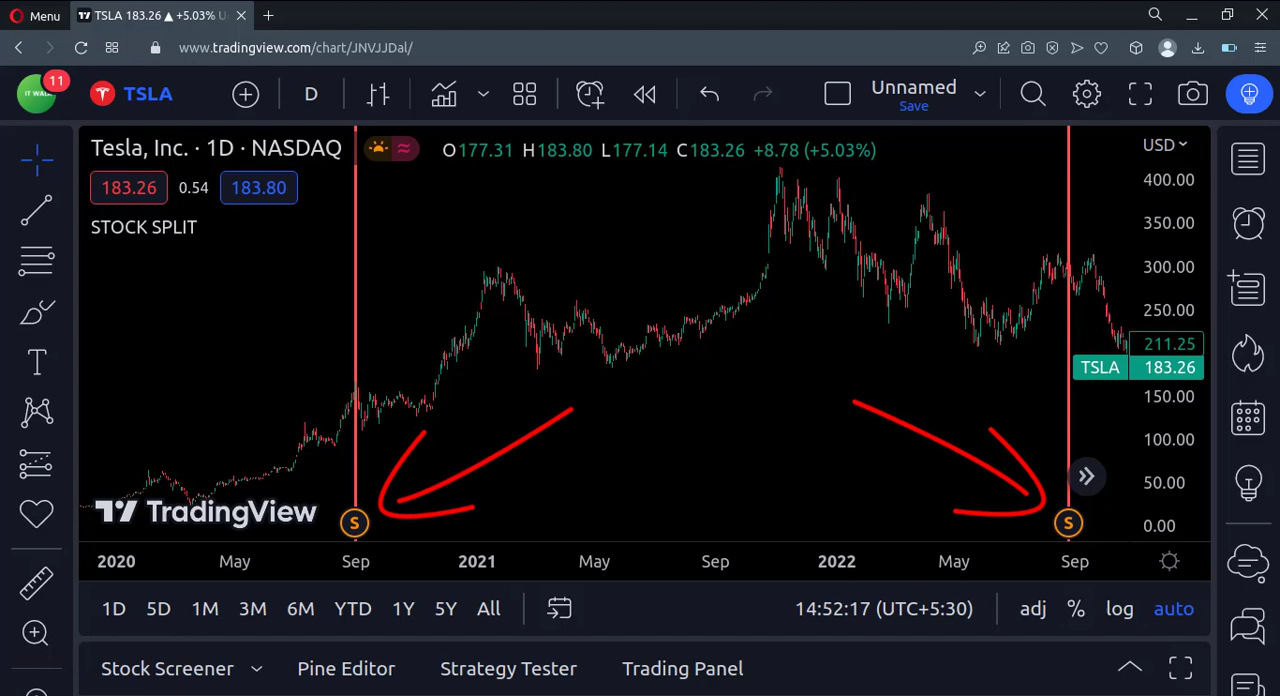 Menu
TSLA 183.26 ▲ +5.03% U
www.tradingview.com/chart/JNVJJDal/
11
IT WALA
TSLA
D
Unnamed
Save
Tesla, Inc. · 1D · NASDAQ
O177.31 H183.80 L177.14 C183.26 +8.78 (+5.03%)
USD
183.26 0.54 183.80
STOCK SPLIT
400.00
350.00
300.00
250.00
211.25
TSLA 183.26
150.00
100.00
50.00
0.00
TradingView
S
S
2020 May Sep 2021 May Sep 2022 May Sep
1D 5D 1M 3M 6M YTD 1Y 5Y All
14:52:17 (UTC+5:30)
adj % log auto
Stock Screener Pine Editor Strategy Tester Trading Panel